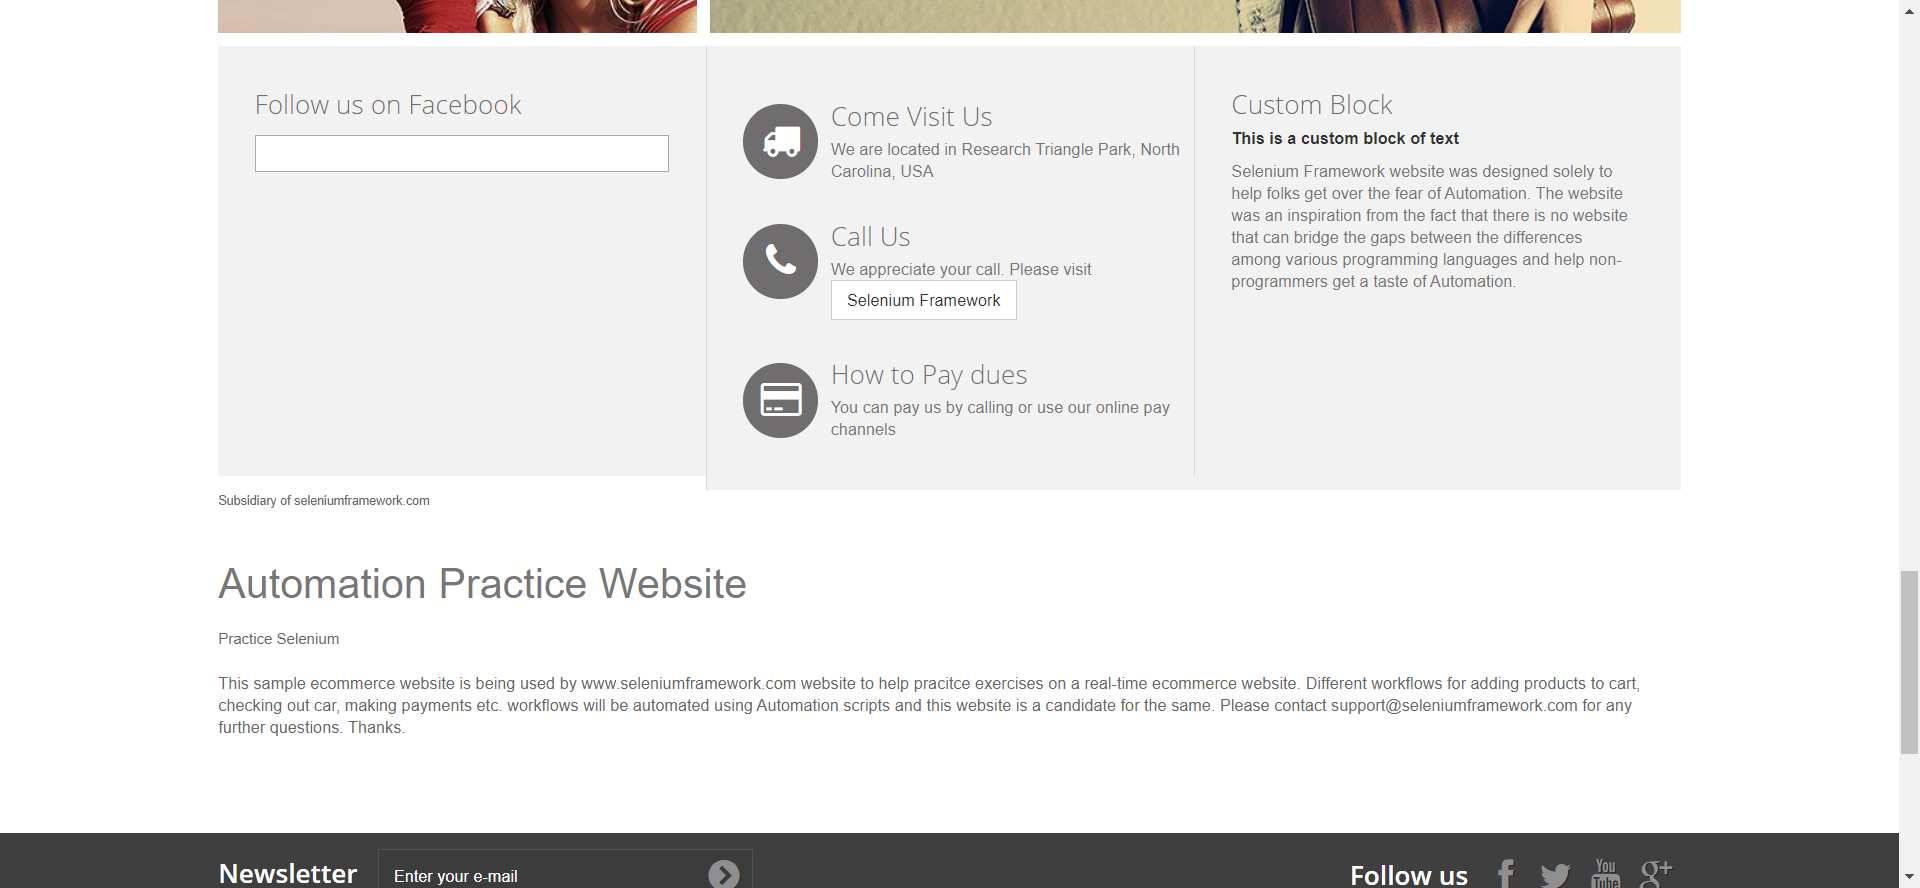 Follow us on Facebook
Come Visit Us
We are located in Research Triangle Park, North
Carolina, USA
Call Us
We appreciate your call. Please visit
Selenium Framework
How to Pay dues
You can pay us by calling or use our online pay
channels
Custom Block
This is a custom block of text
Selenium Framework website was designed solely to
help folks get over the fear of Automation. The website
was an inspiration from the fact that there is no website
that can bridge the gaps between the differences
among various programming languages and help non-
programmers get a taste of Automation.
Subsidiary of seleniumframework.com
Automation Practice Website
Practice Selenium
This sample ecommerce website is being used by www.seleniumframework.com website to help pracitce exercises on a real-time ecommerce website. Different workflows for adding products to cart,
checking out car, making payments etc. workflows will be automated using Automation scripts and this website is a candidate for the same. Please contact support@seleniumframework.com for any
further questions. Thanks.
Newsletter
Enter your e-mail
Follow us
You
Tube
g+